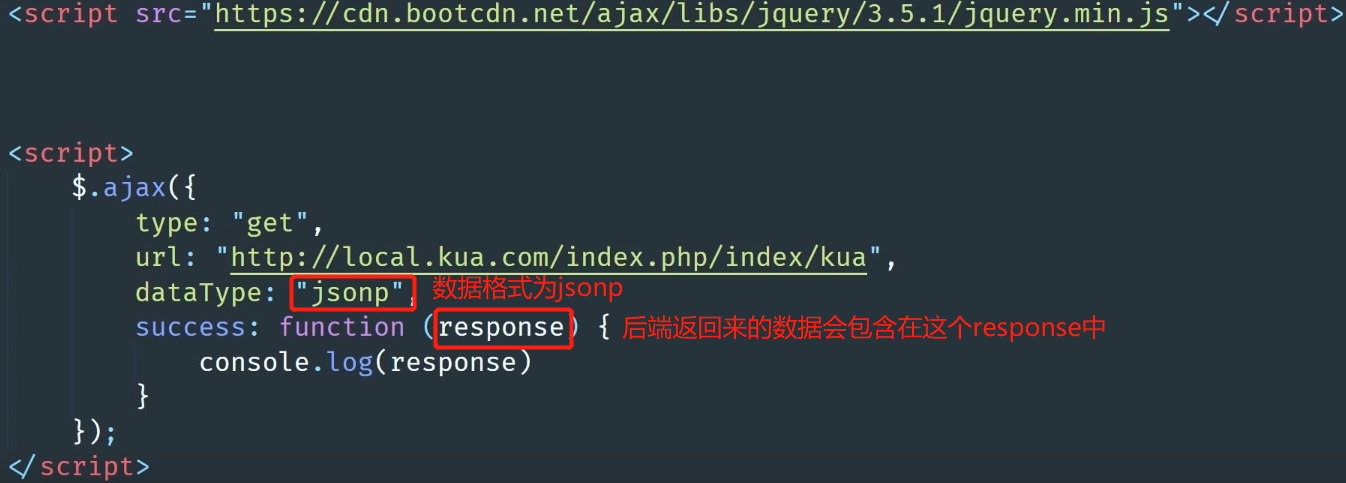 <script src="https://cdn.bootcdn.net/ajax/libs/jquery/3.5.1/jquery.min.js"></script>
<script>
$.ajax({
type: "get",
url: "http://local.kua.com/index.php/index/kua",
dataType: "jsonp", 数据格式为jsonp
success: function (response) { 后端返回来的数据会包含在这个response中
console.log(response)
}
});
</script>